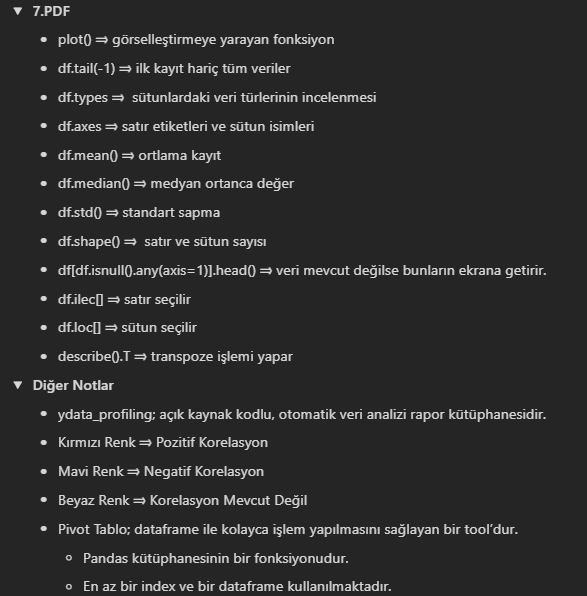 7.PDF
plot() ⇒ görselleştirmeye yarayan fonksiyon
df.tail(-1) ⇒ ilk kayıt hariç tüm veriler
df.types ⇒ sütunlardaki veri türlerinin incelenmesi
df.axes ⇒ satır etiketleri ve sütun isimleri
df.mean() ⇒ ortlama kayıt
df.median() ⇒ medyan ortanca değer
df.std() ⇒ standart sapma
df.shape() ⇒ satır ve sütun sayısı
df[df.isnull().any(axis=1)].head() ⇒ veri mevcut değilse bunların ekrana getirir.
df.ilec[] ⇒ satır seçilir
df.loc[] ⇒ sütun seçilir
describe().T ⇒ transpoze işlemi yapar
Diğer Notlar
ydata_profiling; açık kaynak kodlu, otomatik veri analizi rapor kütüphanesidir.
Kırmızı Renk ⇒ Pozitif Korelasyon
Mavi Renk ⇒ Negatif Korelasyon
Beyaz Renk ⇒ Korelasyon Mevcut Değil
Pivot Tablo; dataframe ile kolayca işlem yapılmasını sağlayan bir tool'dur.
Pandas kütüphanesinin bir fonksiyonudur.
En az bir index ve bir dataframe kullanılmaktadır.